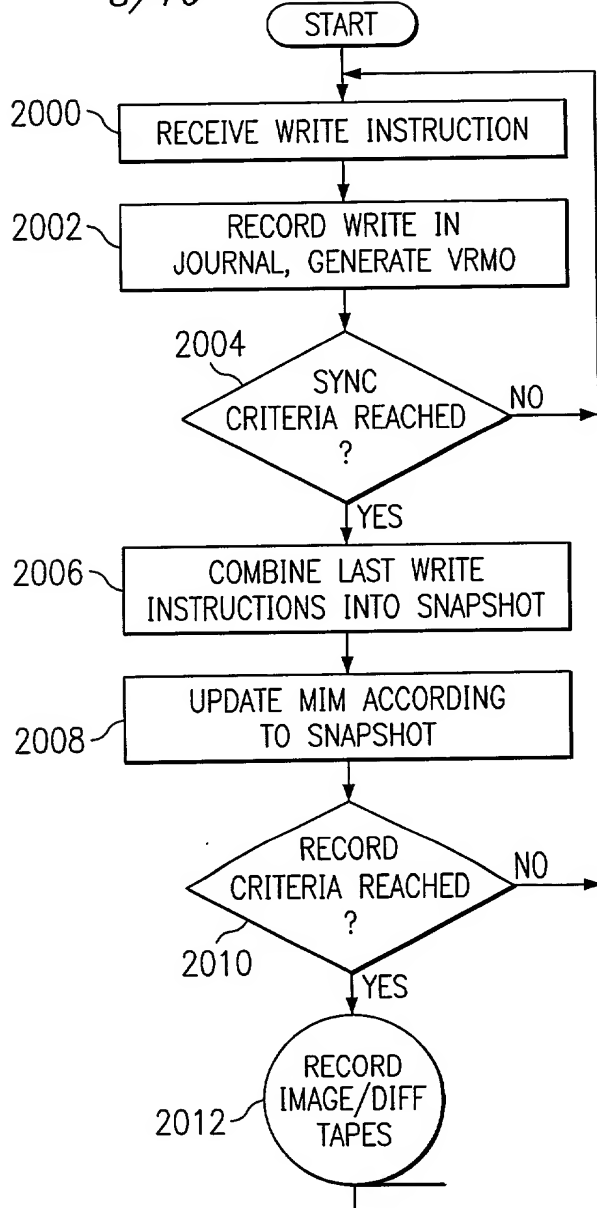 START
2000
RECEIVE WRITE INSTRUCTION
2002
RECORD WRITE IN
JOURNAL, GENERATE VRMO
2004
SYNC
CRITERIA REACHED
?
NO
YES
2006
COMBINE LAST WRITE
INSTRUCTIONS INTO SNAPSHOT
2008
UPDATE MIM ACCORDING
TO SNAPSHOT
2010
RECORD
CRITERIA REACHED
?
NO
YES
2012
RECORD
IMAGE/DIFF
TAPES